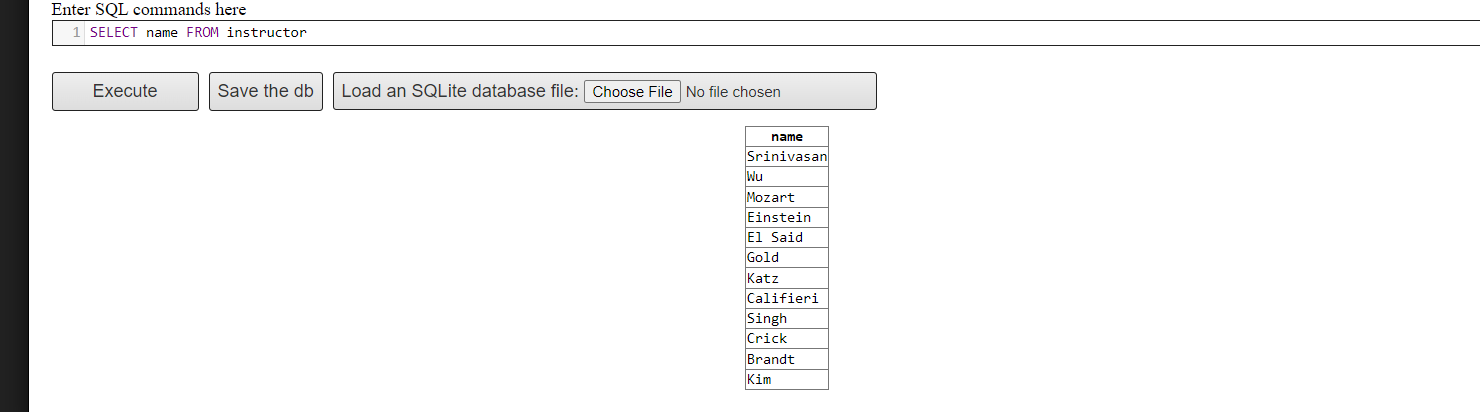 Enter SQL commands here
1 SELECT name FROM instructor
Execute Save the db Load an SQLite database file: Choose File No file chosen
name
Srinivasan
Wu
Mozart
Einstein
El Said
Gold
Katz
Califieri
Singh
Crick
Brandt
Kim